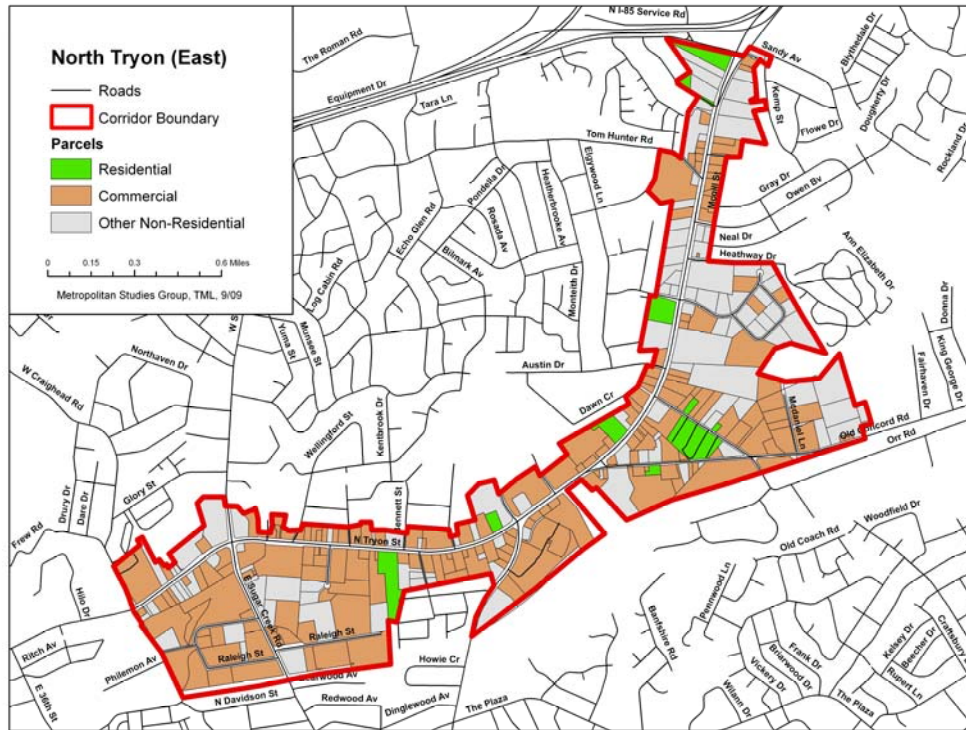 North Tryon (East)
Roads
Corridor Boundary
Parcels
Residential
Commercial
Other Non-Residential
0 0.15 0.3 0.6 Miles
Metropolitan Studies Group, TML, 9/09
N I-85 Service Rd
The Roman Rd
Equipment Dr
Tara Ln
Sandy Av
Blythedale Dr
Dougherty Dr
Kemp St
Flowe Dr
Rockland Dr
Tom Hunter Rd
Elgywood Ln
Gray Dr
Owen Bv
Pondella Dr
Heatherbrooke Av
Echo Glen Rd
Rosada Av
Bilmark Av
Neal Dr
Heathway Dr
Ann Elizabeth Dr
Log Cabin Rd
Monteith Dr
Donna Dr
King George Dr
Fairhaven Dr
W S
Yuma St
Munsee St
Northaven Dr
W Craighead Rd
Austin Dr
Dawn Cr
Mcdaniel Ln
Old Concord Rd
Orr Rd
Wellingford St
Kentbrook Dr
Glory St
Drury Dr
Dare Dr
Frew Rd
ennett St
N Tryon St
Old Coach Rd
Woodfield Dr
Hilo Dr
E Sugar Creek Rd
Pennwood Ln
Banfshire Rd
Raleigh St
Raleigh St
Ritch Av
Philemon Av
E 36th St
N Davidson St
Howie Cr
Redwood Av
Dinglewood Av
The Plaza
Frank Dr
Briarwood Dr
Vickery Dr
Wilann Dr
The Plaza
Kelsey Dr
Beecher Dr
Rupert Ln